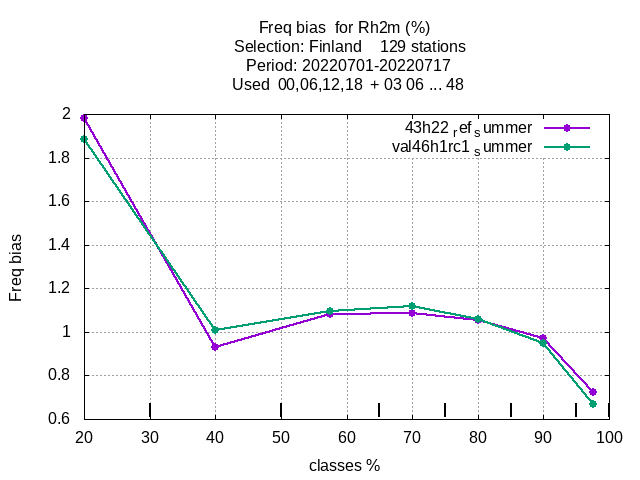 Freq bias  for Rh2m (%)
Selection: Finland    129 stations
Period: 20220701-20220717
Used  00,06,12,18  + 03 06 ... 48
43h22 ref summer
val46h1rc1 summer
2
1.8
1.6
1.4
1.2
1
0.8
0.6
Freq bias
20 30 40 50 60 70 80 90 100
classes %